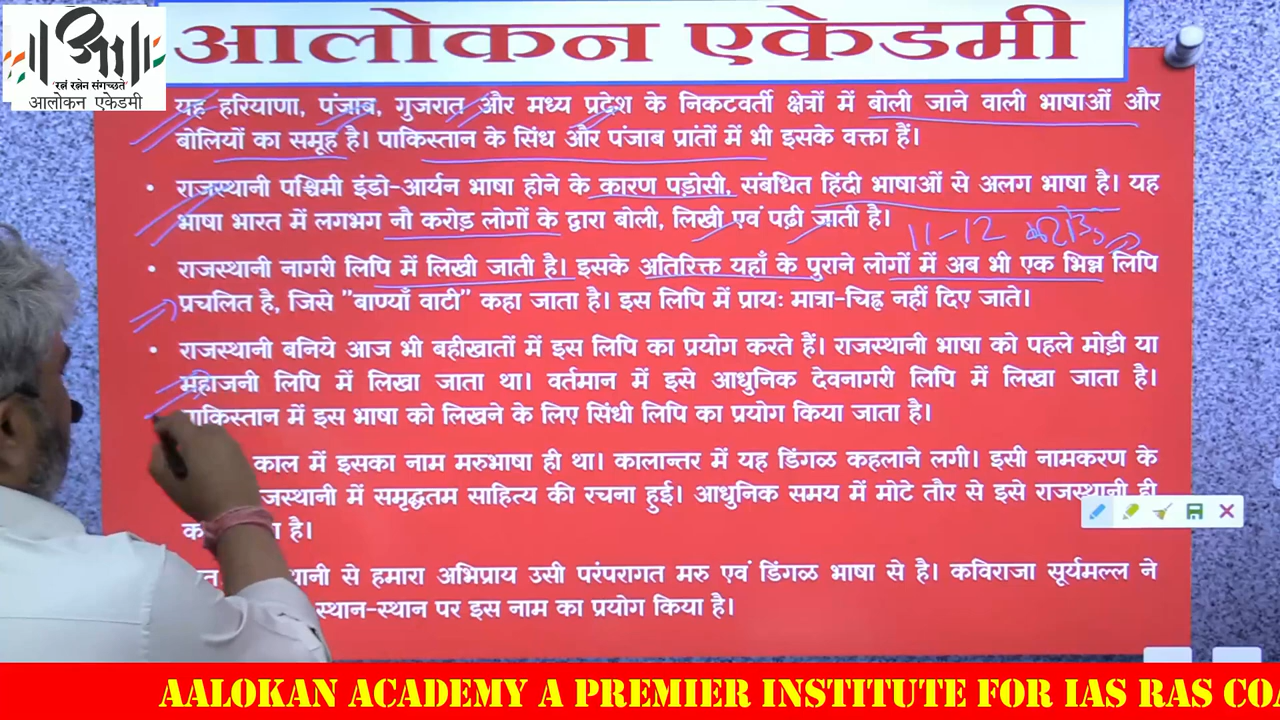 आलोकन एकेडमी
रत्नं रत्नेन संगच्छते
आलोकन एकेडमी
यह हरियाणा, पंजाब, गुजरात और मध्य प्रदेश के निकटवर्ती क्षेत्रों में बोली जाने वाली भाषाओं और
बोलियों का समूह है। पाकिस्तान के सिंध और पंजाब प्रांतों में भी इसके वक्ता हैं।
• राजस्थानी पश्चिमी इंडो-आर्यन भाषा होने के कारण पड़ोसी, संबधित हिंदी भाषाओं से अलग भाषा है। यह
भाषा भारत में लगभग नौ करोड़ लोगों के द्वारा बोली, लिखी एवं पढ़ी जाती है।
11-12 करोड़
• राजस्थानी नागरी लिपि में लिखी जाती है। इसके अतिरिक्त यहाँ के पुराने लोगों में अब भी एक भिन्न लिपि
प्रचलित है, जिसे "बाण्याँ वाटी" कहा जाता है। इस लिपि में प्रायः मात्रा-चिह्न नहीं दिए जाते।
• राजस्थानी बनिये आज भी बहीखातों में इस लिपि का प्रयोग करते हैं। राजस्थानी भाषा को पहले मोड़ी या
महाजनी लिपि में लिखा जाता था। वर्तमान में इसे आधुनिक देवनागरी लिपि में लिखा जाता है।
पाकिस्तान में इस भाषा को लिखने के लिए सिंधी लिपि का प्रयोग किया जाता है।
काल में इसका नाम मरुभाषा ही था। कालान्तर में यह डिंगळ कहलाने लगी। इसी नामकरण के
जस्थानी में समृद्धतम साहित्य की रचना हुई। आधुनिक समय में मोटे तौर से इसे राजस्थानी ही
है।
थानी से हमारा अभिप्राय उसी परंपरागत मरु एवं डिंगळ भाषा से है। कविराजा सूर्यमल्ल ने
स्थान-स्थान पर इस नाम का प्रयोग किया है।
AALOKAN ACADEMY A PREMIER INSTITUTE FOR IAS RAS CO